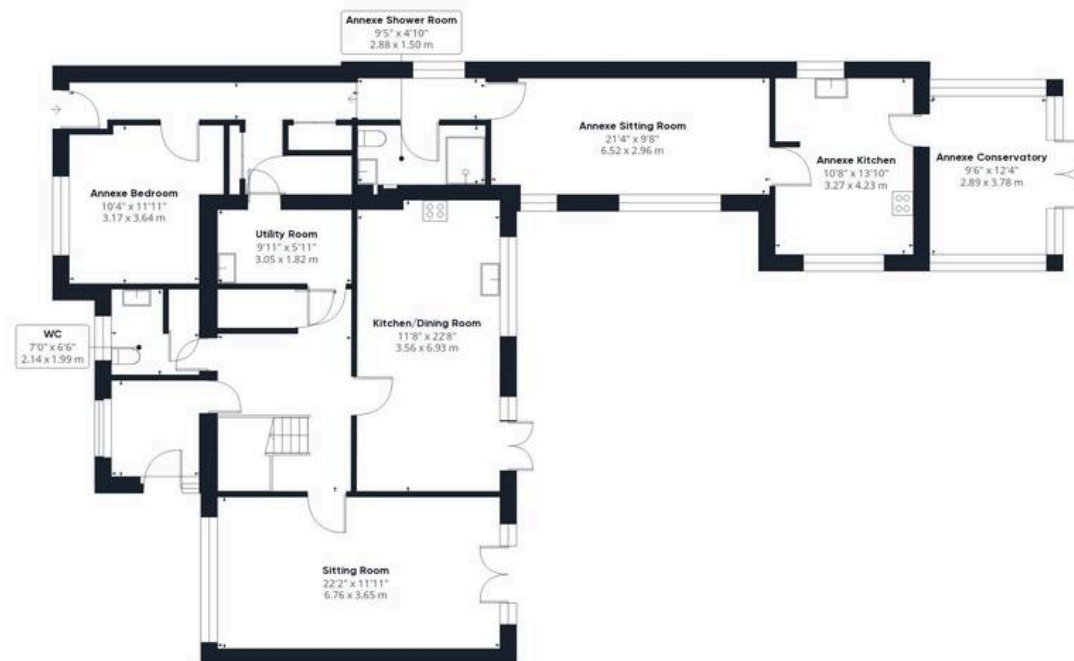 Annexe Shower Room
9'5" x 4'10"
2.88 x 1.50 m
Annexe Sitting Room
21'4" x 9'8"
6.52 x 2.96 m
Annexe Kitchen
10'8" x 13'10"
3.27 x 4.23 m
Annexe Conservatory
9'6" x 12'4"
2.89 x 3.78 m
Annexe Bedroom
10'4" x 11'11"
3.17 x 3.64 m
Utility Room
9'11" x 5'11"
3.05 x 1.82 m
WC
7'0" x 6'6"
2.14 x 1.99 m
Kitchen/Dining Room
11'8" x 22'8"
3.56 x 6.93 m
Sitting Room
22'2" x 11'11"
6.76 x 3.65 m